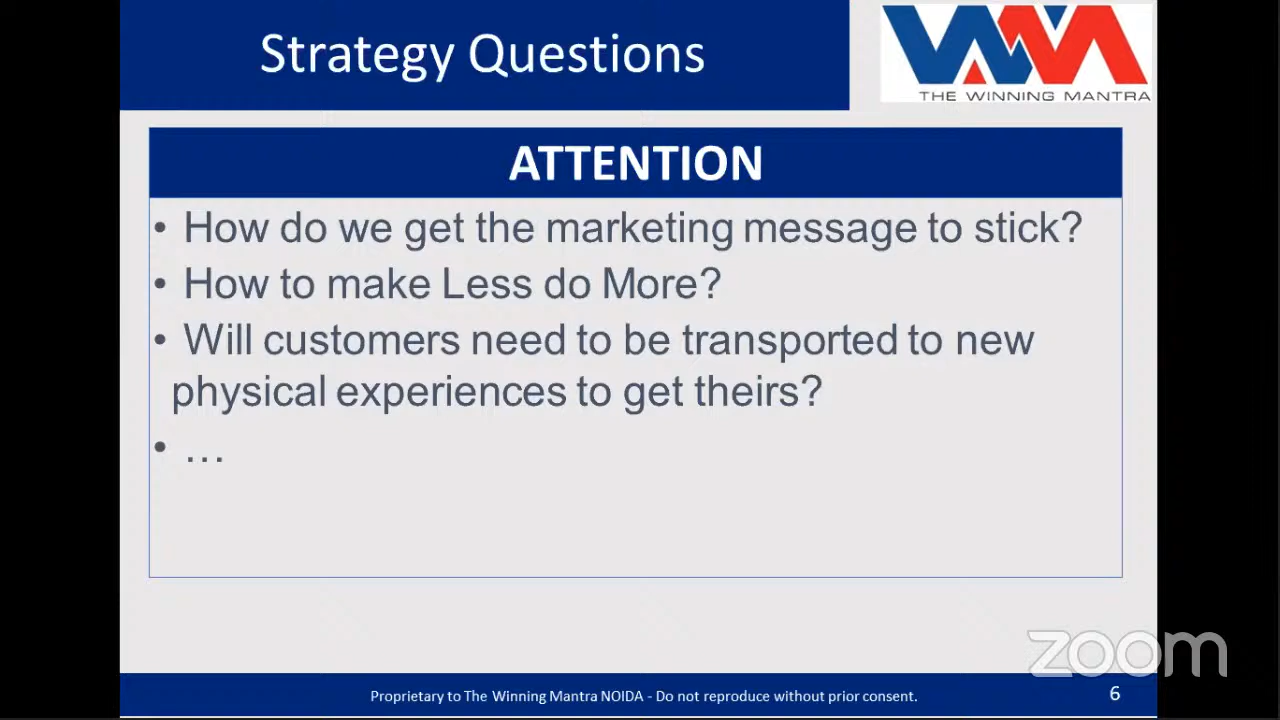 Strategy Questions
THE WINNING MANTRA
ATTENTION
• How do we get the marketing message to stick?
• How to make Less do More?
• Will customers need to be transported to new
physical experiences to get theirs?
• …
zoom
Proprietary to The Winning Mantra NOIDA - Do not reproduce without prior consent.
6